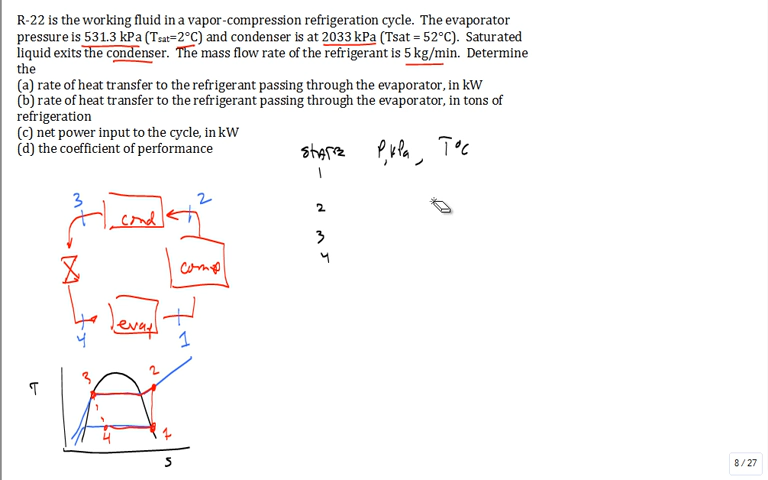 R-22 is the working fluid in a vapor-compression refrigeration cycle. The evaporator
pressure is 531.3 kPa (Tsat=2°C) and condenser is at 2033 kPa (Tsat = 52°C). Saturated
liquid exits the condenser. The mass flow rate of the refrigerant is 5 kg/min. Determine
the
(a) rate of heat transfer to the refrigerant passing through the evaporator, in kW
(b) rate of heat transfer to the refrigerant passing through the evaporator, in tons of
refrigeration
(c) net power input to the cycle, in kW
(d) the coefficient of performance
State P, kPa, T°C
1
2
3
4
3 2
cond
comp
evap
4 1
T
3 2
4 1
s
8 / 27